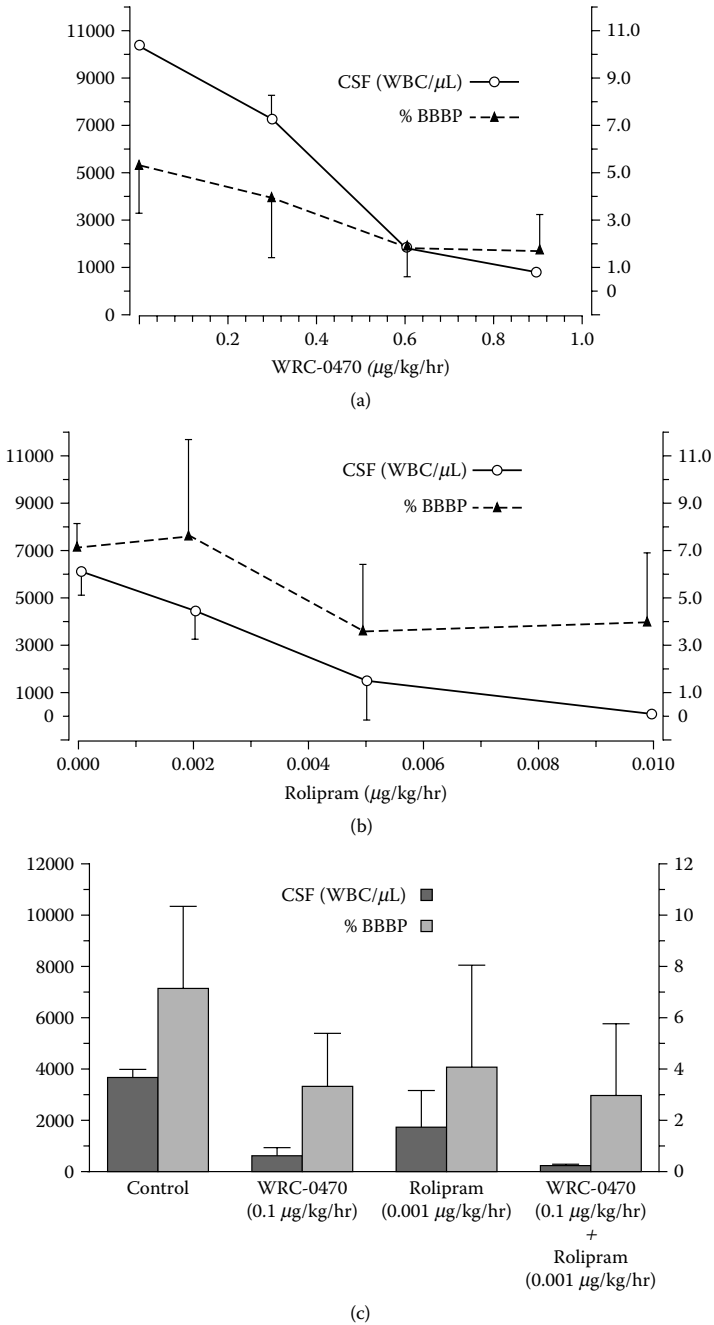 11000
9000
7000
5000
3000
1000
0
11.0
9.0
7.0
5.0
3.0
1.0
0
CSF (WBC/μL)
% BBBP
0.2 0.4 0.6 0.8 1.0
WRC-0470 (μg/kg/hr)
(a)
11000
9000
7000
5000
3000
1000
0
11.0
9.0
7.0
5.0
3.0
1.0
0
CSF (WBC/μL)
% BBBP
0.000 0.002 0.004 0.006 0.008 0.010
Rolipram (μg/kg/hr)
(b)
12000
10000
8000
6000
4000
2000
0
12
10
8
6
4
2
0
CSF (WBC/μL)
% BBBP
Control
WRC-0470
(0.1 μg/kg/hr)
Rolipram
(0.001 μg/kg/hr)
WRC-0470
(0.1 μg/kg/hr)
+
Rolipram
(0.001 μg/kg/hr)
(c)